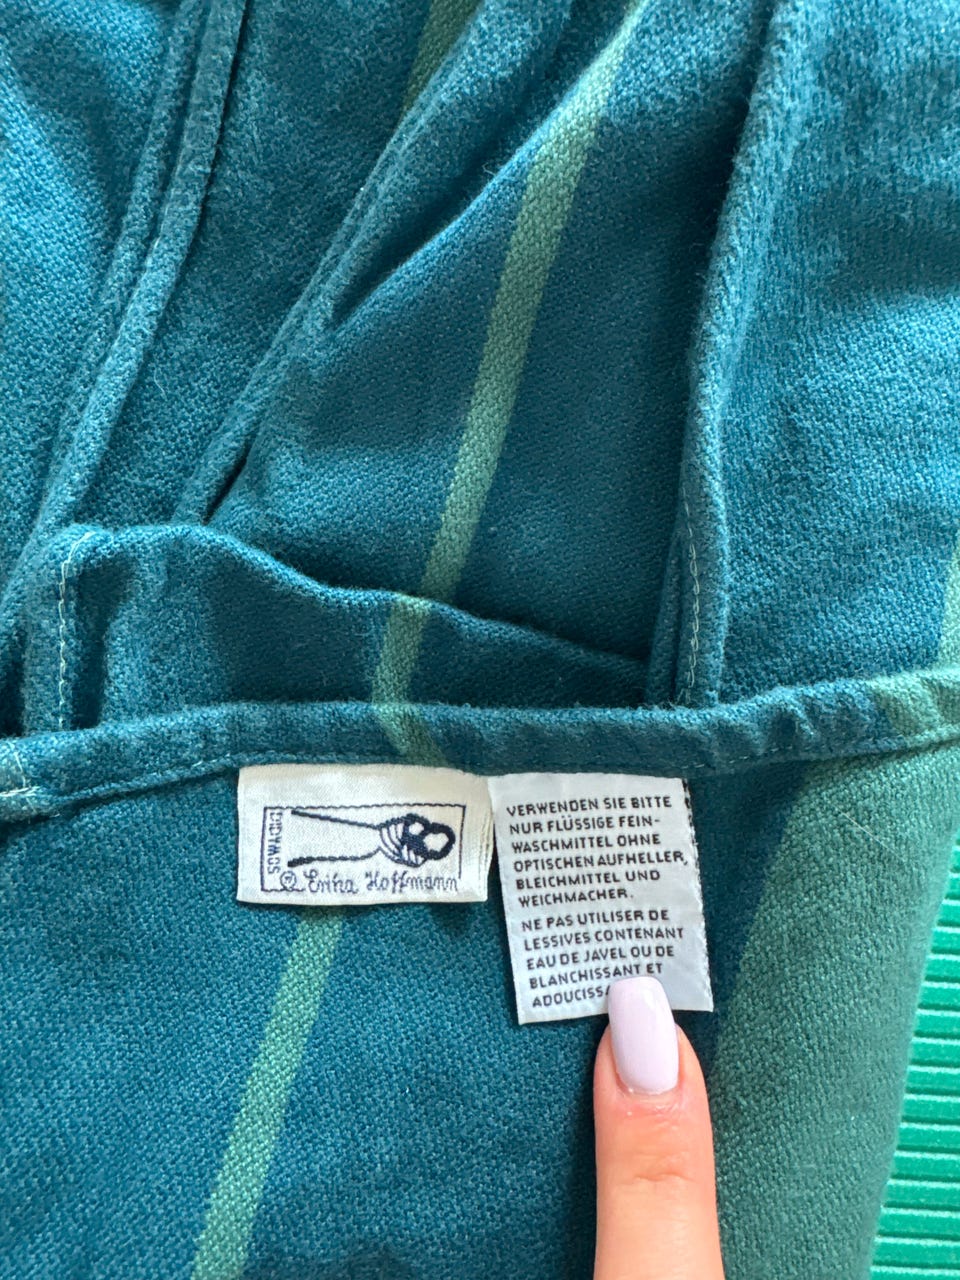 © Erika Hoffmann
VERWENDEN SIE BITTE
NUR FLÜSSIGE FEIN-
WASCHMITTEL OHNE
OPTISCHEN AUFHELLER,
BLEICHMITTEL UND
WEICHMACHER.
NE PAS UTILISER DE
LESSIVES CONTENANT
EAU DE JAVEL OU DE
BLANCHISSANT ET